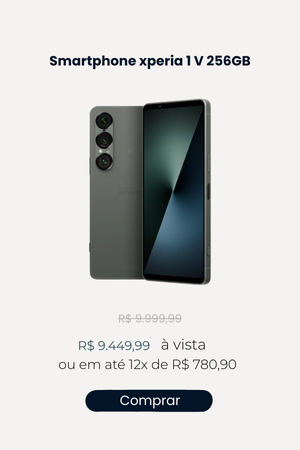 Smartphone xperia 1 V 256GB
R$ 9.999,99
R$ 9.449,99 à vista
ou em até 12x de R$ 780,90
Comprar